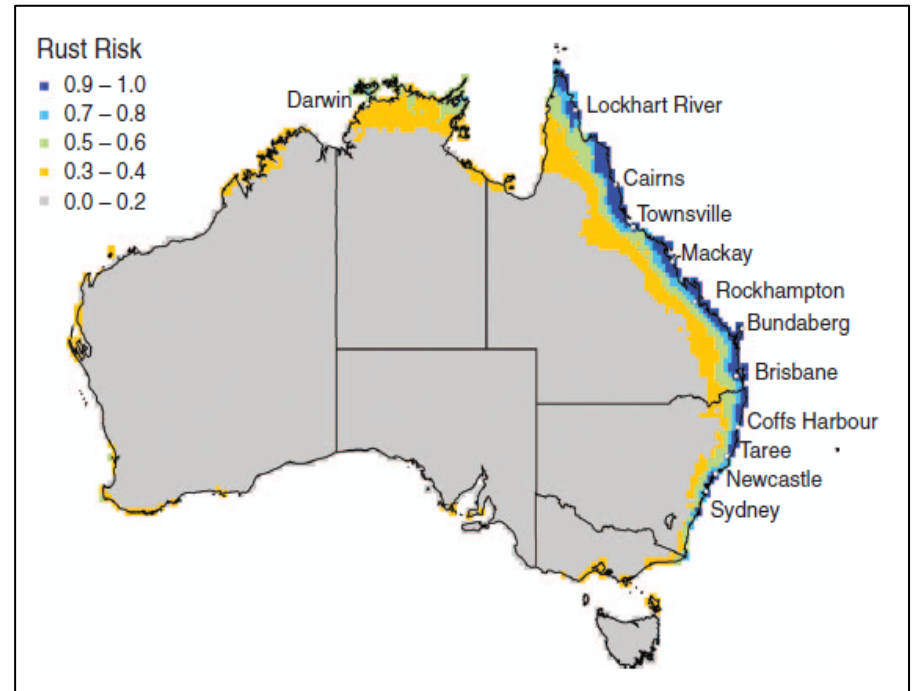 Rust Risk
0.9 – 1.0
0.7 – 0.8
0.5 – 0.6
0.3 – 0.4
0.0 – 0.2
Darwin
Lockhart River
Cairns
Townsville
Mackay
Rockhampton
Bundaberg
Brisbane
Coffs Harbour
Taree
Newcastle
Sydney